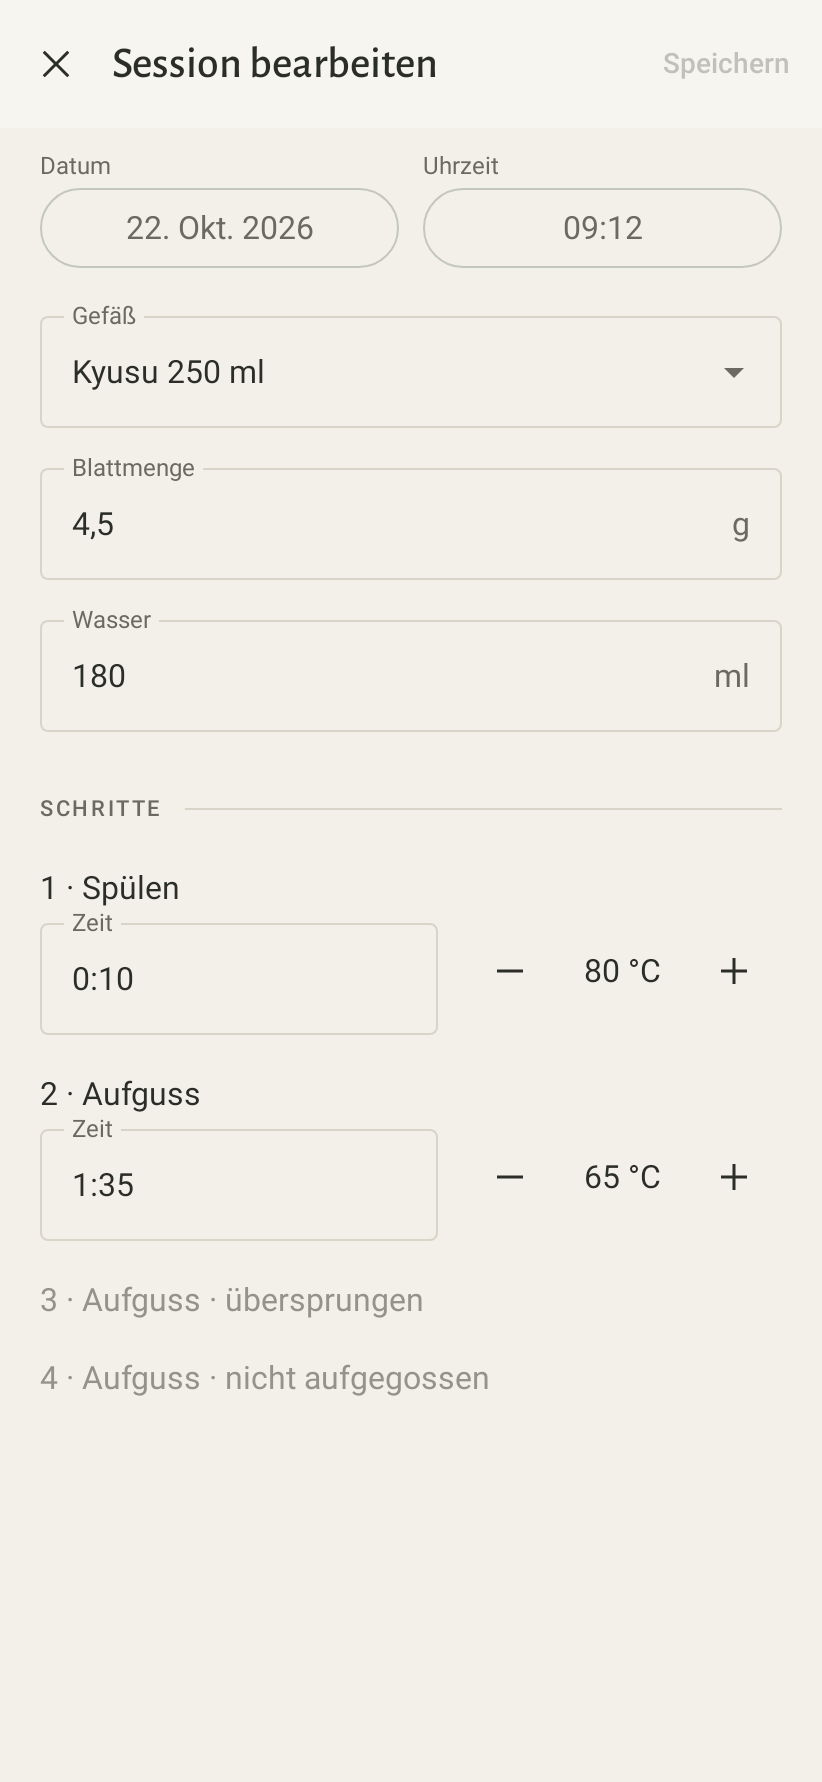 Session bearbeiten
Speichern
Datum
Uhrzeit
22. Okt. 2026
09:12
Gefäß
Kyusu 250 ml
Blattmenge
4,5
g
Wasser
180
ml
SCHRITTE
1 · Spülen
Zeit
0:10
80 °C
2 · Aufguss
Zeit
1:35
65 °C
3 · Aufguss · übersprungen
4 · Aufguss · nicht aufgegossen